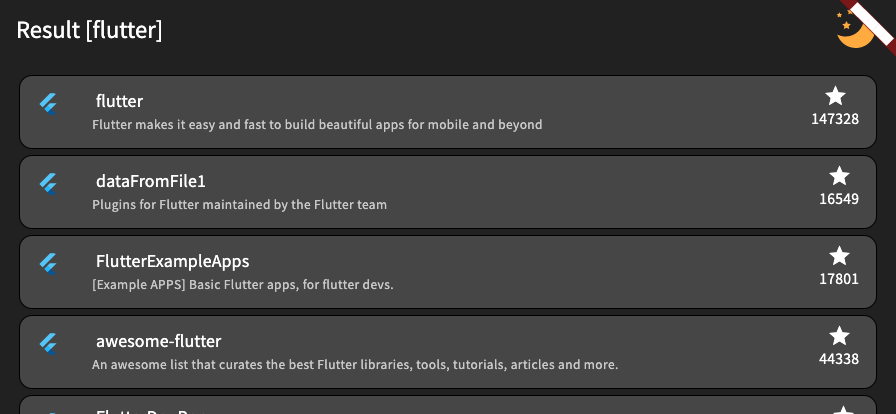 Result [flutter]
flutter
Flutter makes it easy and fast to build beautiful apps for mobile and beyond
147328
dataFromFile1
Plugins for Flutter maintained by the Flutter team
16549
FlutterExampleApps
[Example APPS] Basic Flutter apps, for flutter devs.
17801
awesome-flutter
An awesome list that curates the best Flutter libraries, tools, tutorials, articles and more.
44338